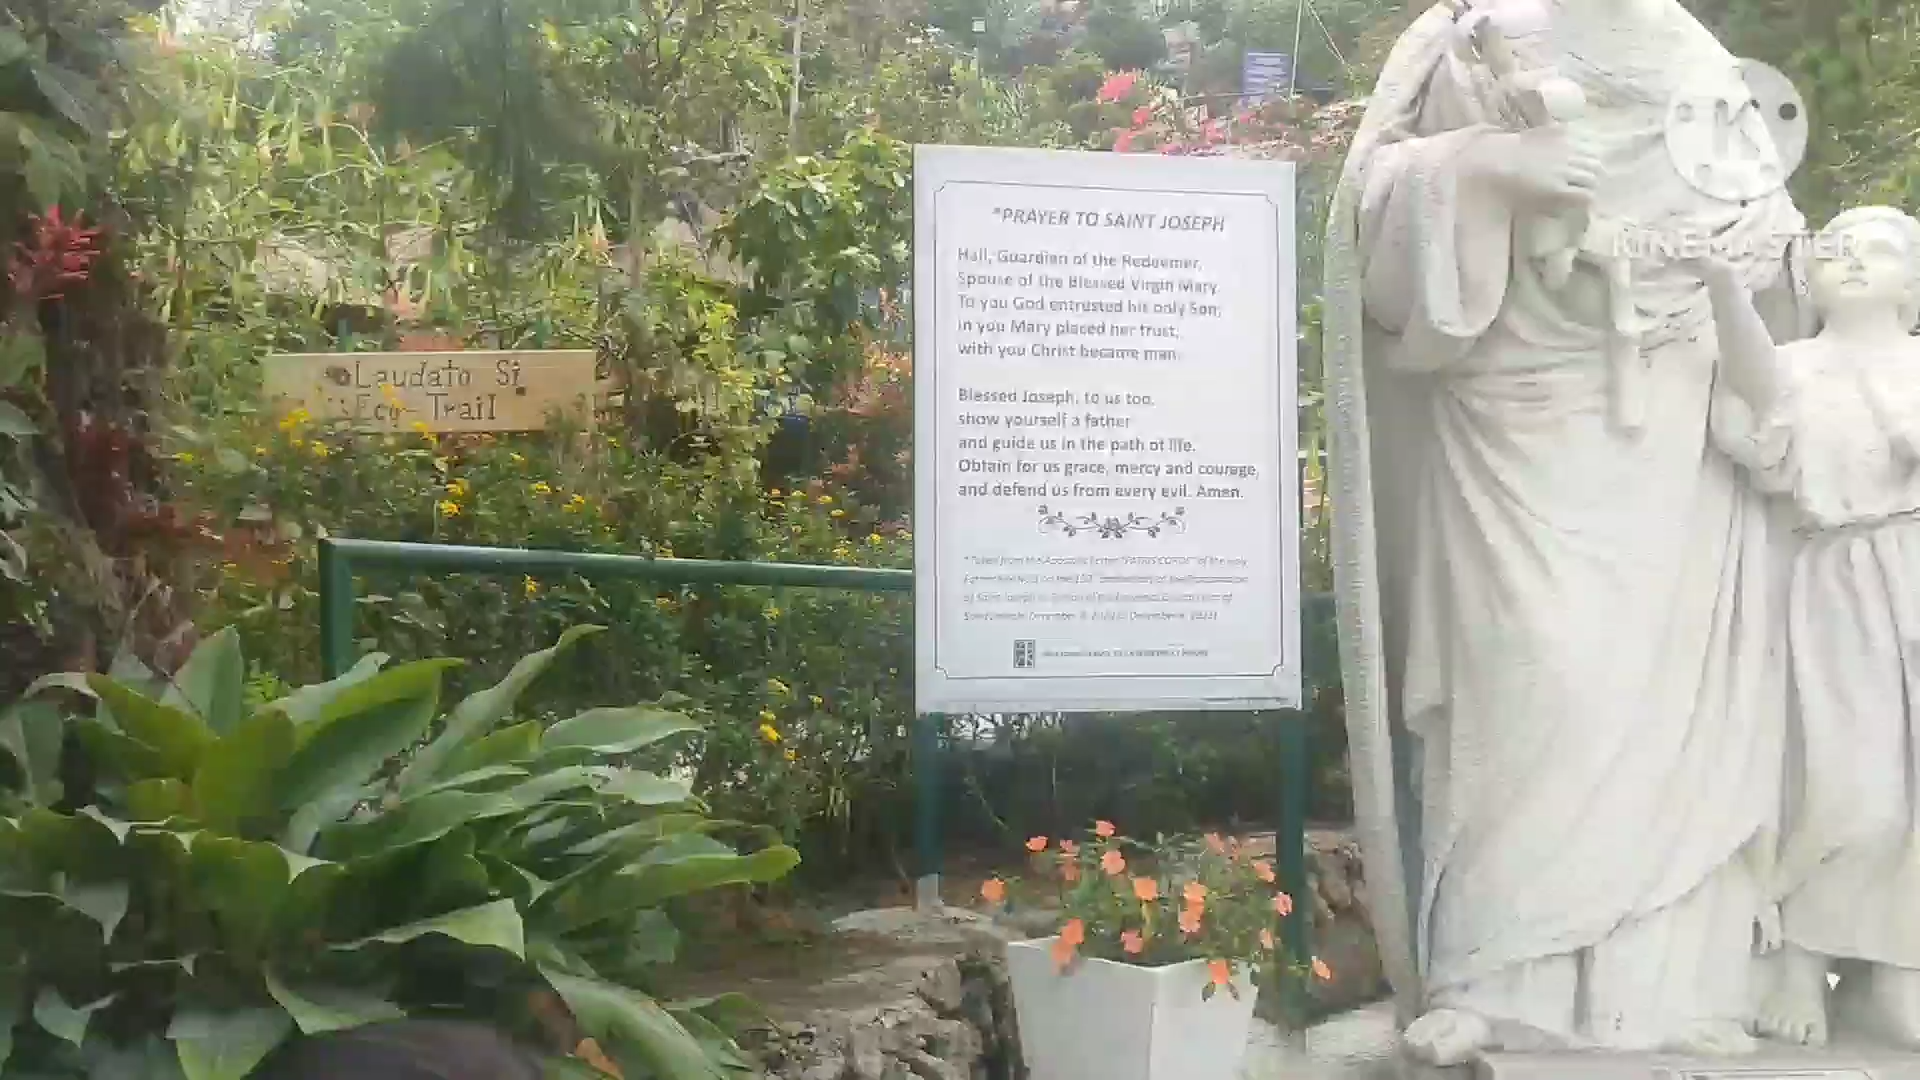 *PRAYER TO SAINT JOSEPH
Hail, Guardian of the Redeemer,
Spouse of the Blessed Virgin Mary.
To you God entrusted his only Son;
in you Mary placed her trust;
with you Christ became man.
Blessed Joseph, to us too,
show yourself a father
and guide us in the path of life.
Obtain for us grace, mercy and courage,
and defend us from every evil. Amen.
Laudato Si
Eco-Trail
K
KINEMASTER